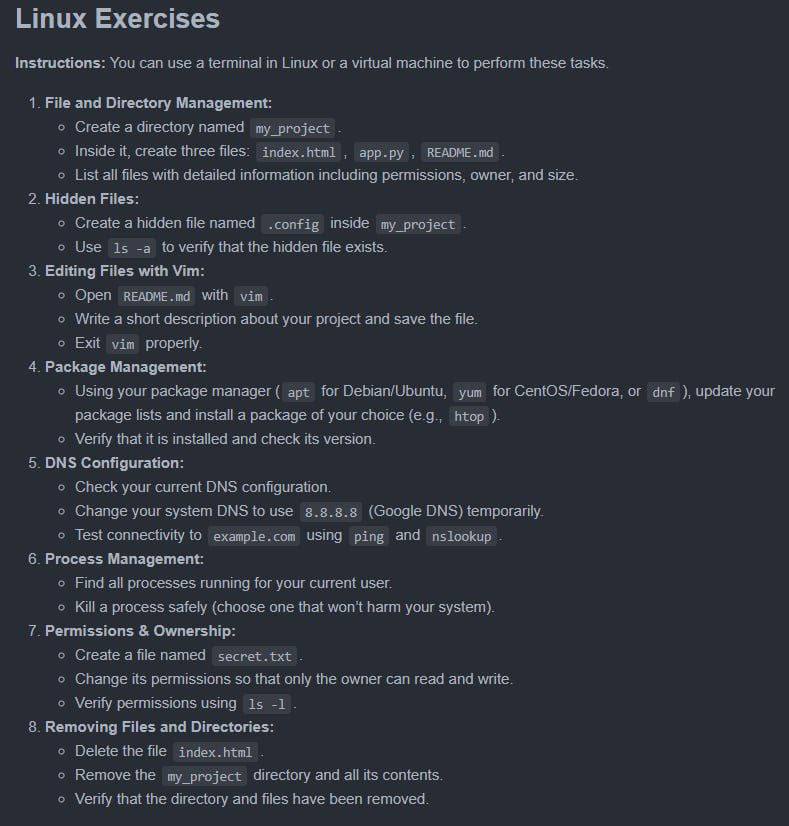 Linux Exercises
Instructions: You can use a terminal in Linux or a virtual machine to perform these tasks.
1. File and Directory Management:
○ Create a directory named my_project.
○ Inside it, create three files: index.html, app.py, README.md.
○ List all files with detailed information including permissions, owner, and size.
2. Hidden Files:
○ Create a hidden file named .config inside my_project.
○ Use ls -a to verify that the hidden file exists.
3. Editing Files with Vim:
○ Open README.md with vim.
○ Write a short description about your project and save the file.
○ Exit vim properly.
4. Package Management:
○ Using your package manager (apt for Debian/Ubuntu, yum for CentOS/Fedora, or dnf), update your
package lists and install a package of your choice (e.g., htop).
○ Verify that it is installed and check its version.
5. DNS Configuration:
○ Check your current DNS configuration.
○ Change your system DNS to use 8.8.8.8 (Google DNS) temporarily.
○ Test connectivity to example.com using ping and nslookup.
6. Process Management:
○ Find all processes running for your current user.
○ Kill a process safely (choose one that won't harm your system).
7. Permissions & Ownership:
○ Create a file named secret.txt.
○ Change its permissions so that only the owner can read and write.
○ Verify permissions using ls -l.
8. Removing Files and Directories:
○ Delete the file index.html.
○ Remove the my_project directory and all its contents.
○ Verify that the directory and files have been removed.